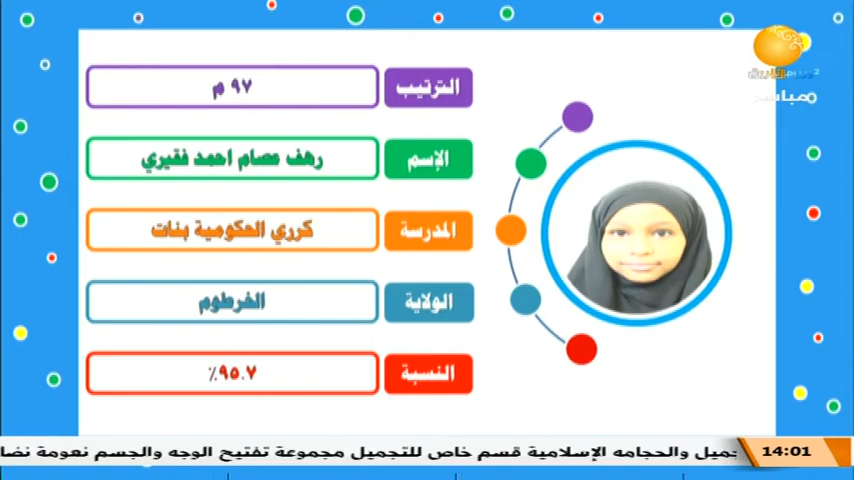 مباشر
الترتيب ٩٧ م
الإسم رهف عصام احمد فقيري
المدرسة كرري الحكومية بنات
الولاية الخرطوم
النسبة ٩٥.٧٪
14:01 جميل والحجامه الإسلامية قسم خاص للتجميل مجموعة تفتيح الوجه والجسم نعومة نضا